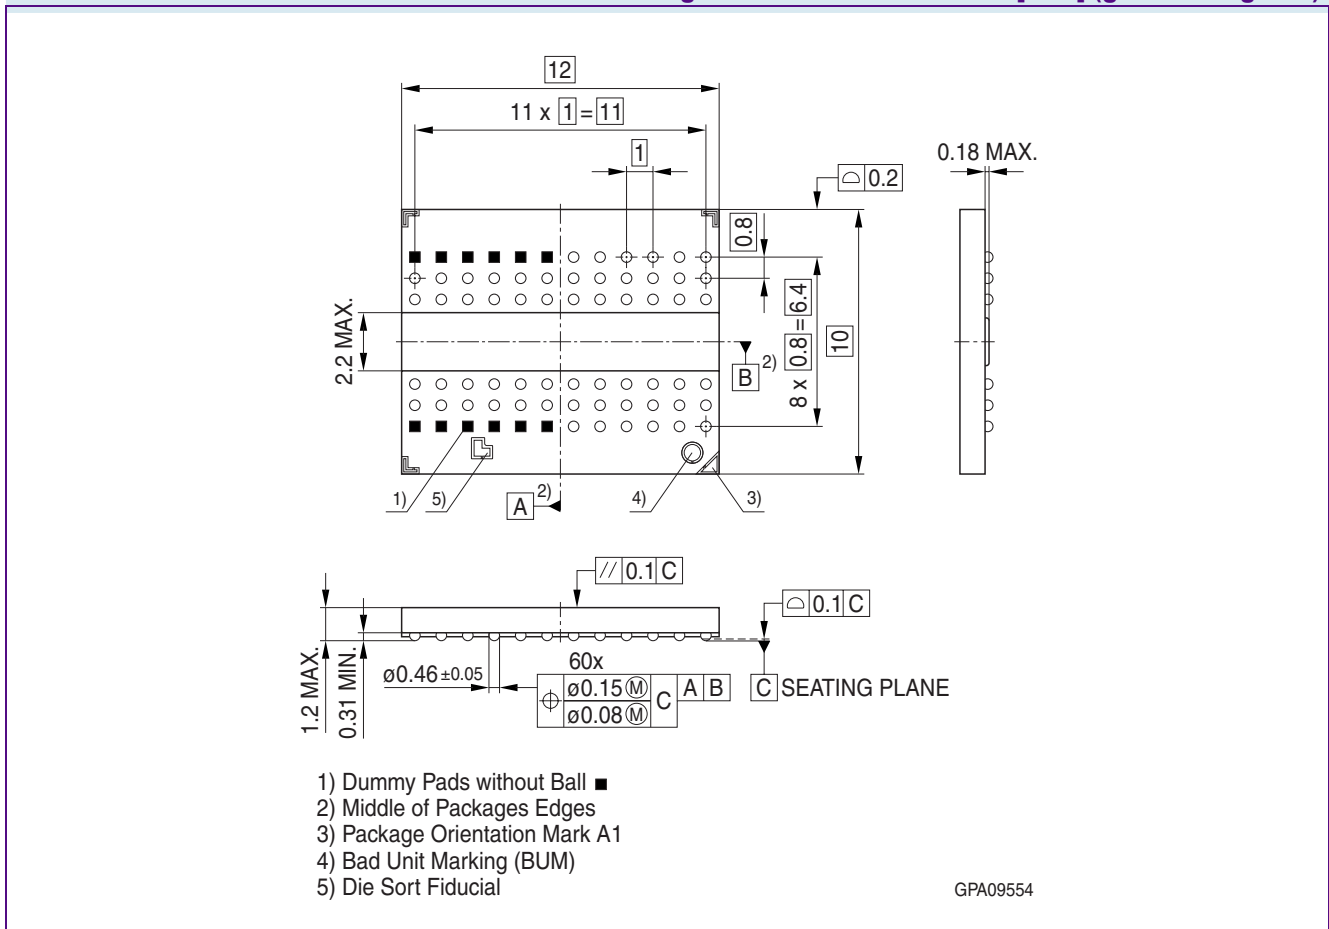 12
11 x 1 = 11
1
0.18 MAX.
0.2
0.8
2.2 MAX.
8 x 0.8 = 6.4
10
B 2)
1)
5)
A 2)
4)
3)
// 0.1 C
0.1 C
1.2 MAX.
0.31 MIN.
ø0.46 ±0.05
60x
ø0.15 Ⓜ C A B
ø0.08 Ⓜ
C SEATING PLANE
1) Dummy Pads without Ball ■
2) Middle of Packages Edges
3) Package Orientation Mark A1
4) Bad Unit Marking (BUM)
5) Die Sort Fiducial
GPA09554